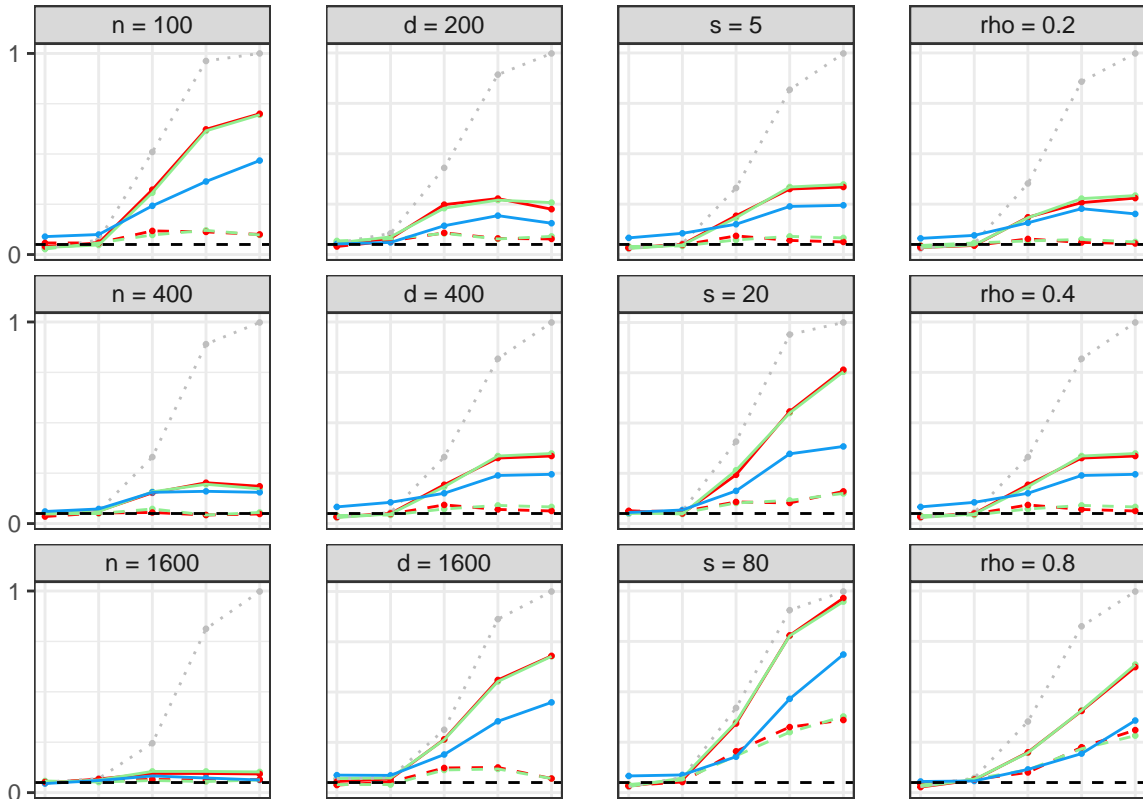 n = 100
d = 200
s = 5
rho = 0.2
1
0
n = 400
d = 400
s = 20
rho = 0.4
1
0
n = 1600
d = 1600
s = 80
rho = 0.8
1
0